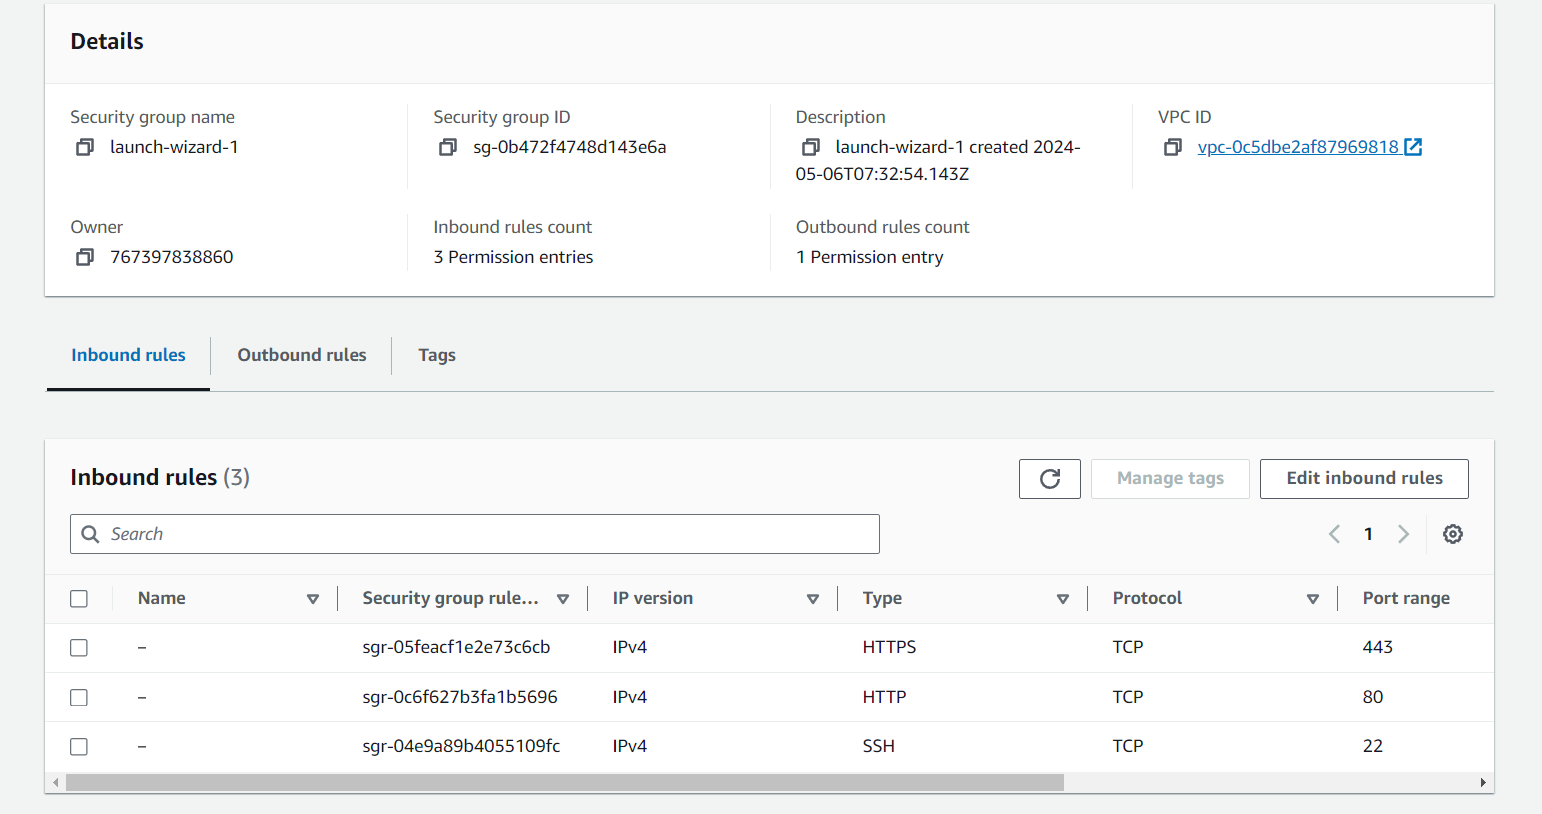 Details
Security group name
launch-wizard-1
Security group ID
sg-0b472f4748d143e6a
Description
launch-wizard-1 created 2024-
05-06T07:32:54.143Z
VPC ID
vpc-0c5dbe2af87969818
Owner
767397838860
Inbound rules count
3 Permission entries
Outbound rules count
1 Permission entry
Inbound rules
Outbound rules
Tags
Inbound rules (3)
Manage tags
Edit inbound rules
Search
1
Name
Security group rule...
IP version
Type
Protocol
Port range
– sgr-05feacf1e2e73c6cb IPv4 HTTPS TCP 443
– sgr-0c6f627b3fa1b5696 IPv4 HTTP TCP 80
– sgr-04e9a89b4055109fc IPv4 SSH TCP 22